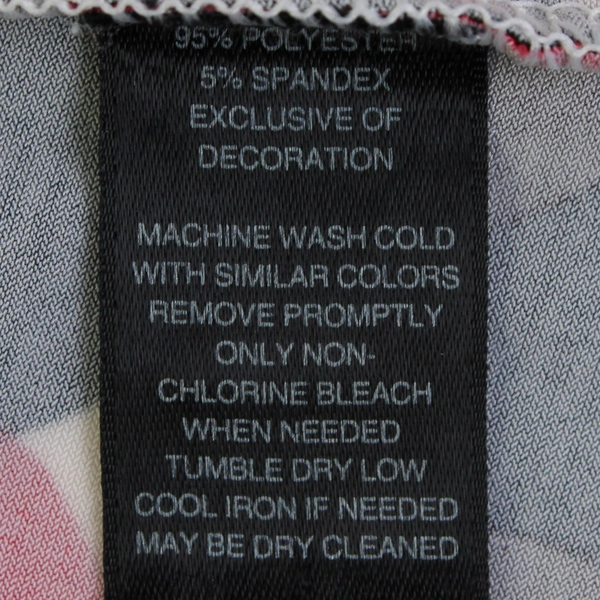 95% POLYESTER
5% SPANDEX
EXCLUSIVE OF
DECORATION
MACHINE WASH COLD
WITH SIMILAR COLORS
REMOVE PROMPTLY
ONLY NON-
CHLORINE BLEACH
WHEN NEEDED
TUMBLE DRY LOW
COOL IRON IF NEEDED
MAY BE DRY CLEANED